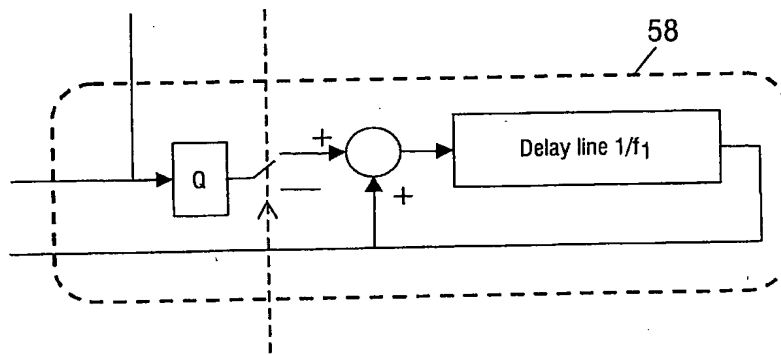 58
+
Q
Delay line 1/f1
—
+